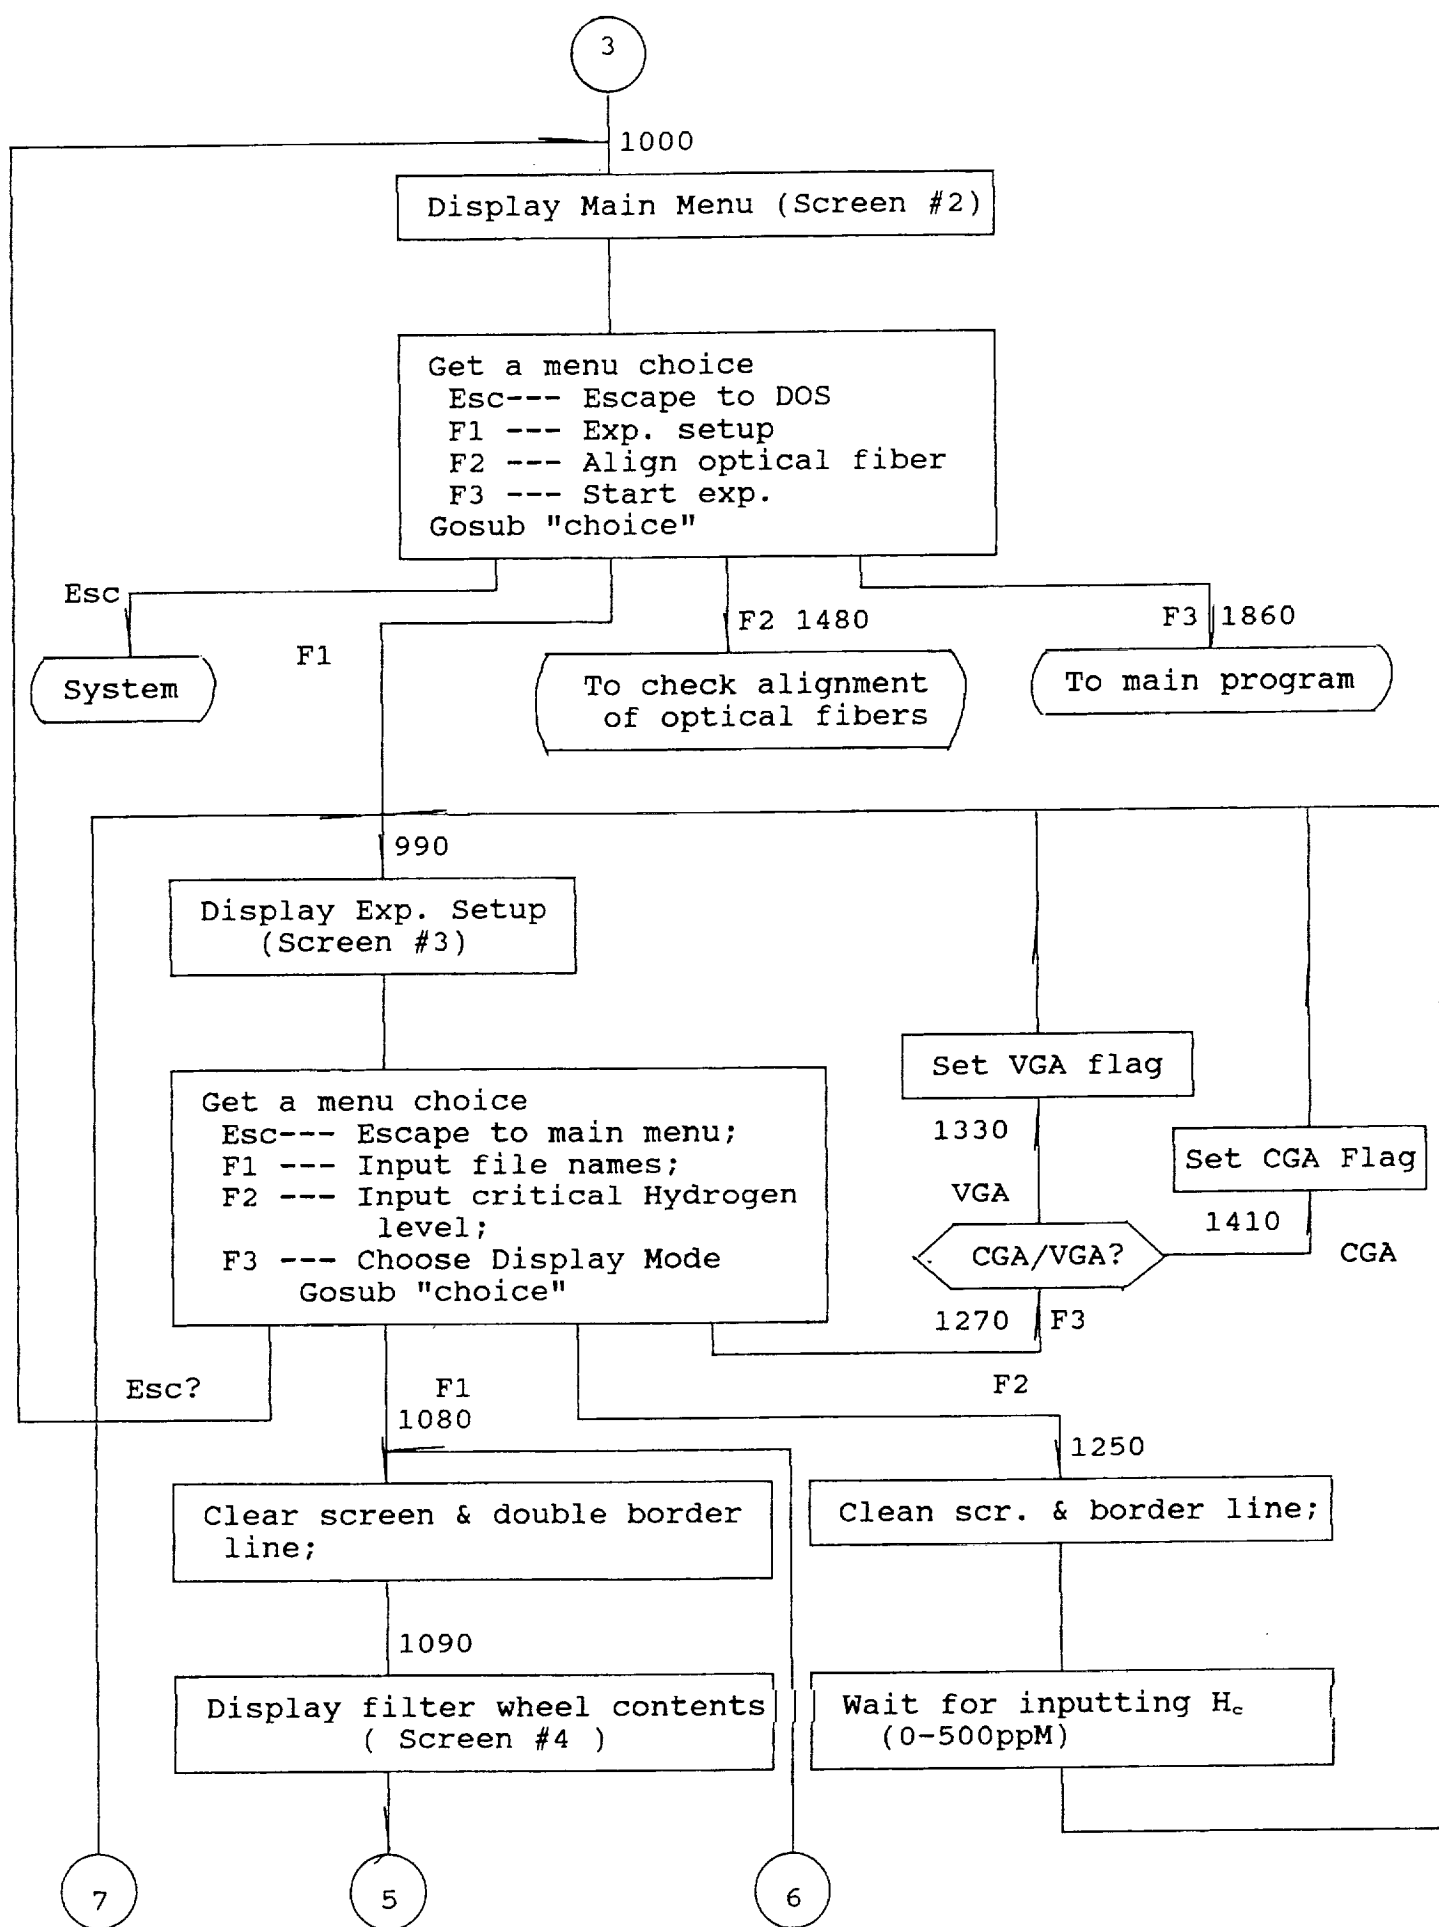 3
1000
Display Main Menu (Screen #2)
Get a menu choice
Esc--- Escape to DOS
F1 --- Exp. setup
F2 --- Align optical fiber
F3 --- Start exp.
Gosub "choice"
Esc
F1
F2 1480
F3 1860
System
To check alignment
of optical fibers
To main program
990
Display Exp. Setup
(Screen #3)
Get a menu choice
Esc--- Escape to main menu;
F1 --- Input file names;
F2 --- Input critical Hydrogen
level;
F3 --- Choose Display Mode
Gosub "choice"
Set VGA flag
1330
VGA
Set CGA Flag
1410
CGA
CGA/VGA?
1270 F3
Esc?
F1
1080
F2
1250
Clear screen & double border
line;
Clean scr. & border line;
1090
Display filter wheel contents
( Screen #4 )
Wait for inputting Hc
(0-500ppM)
7
5
6